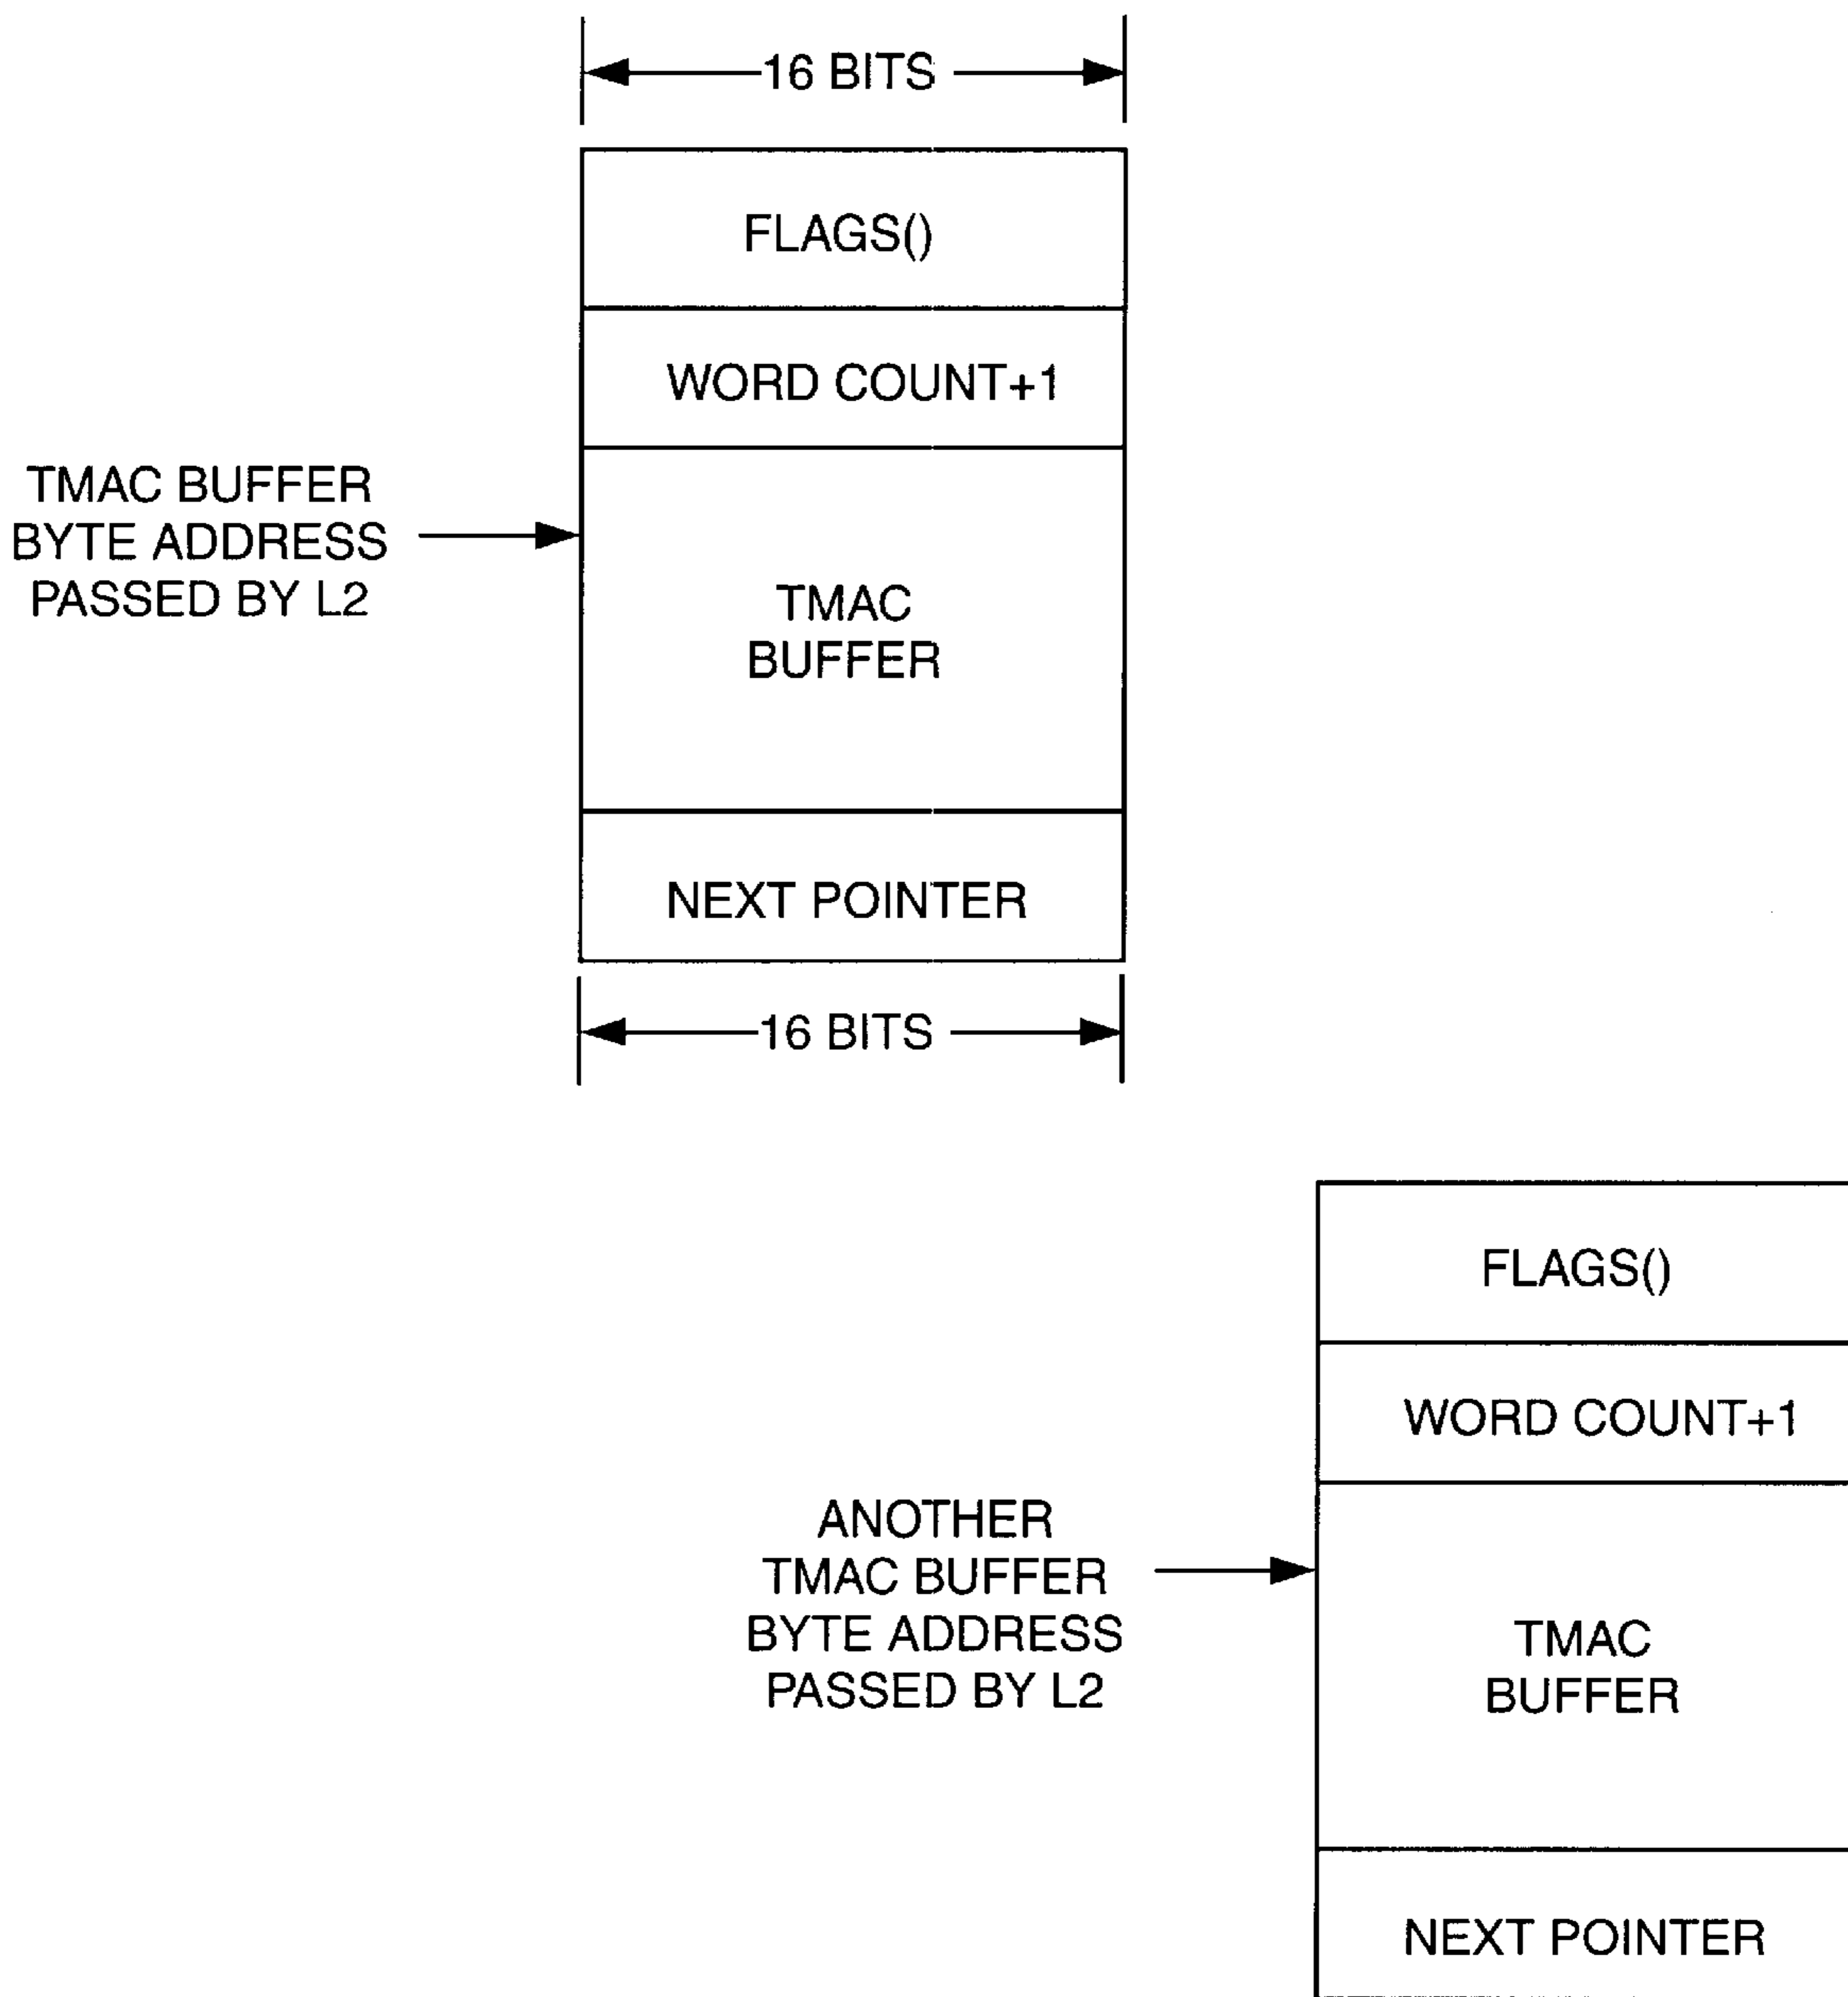 16 BITS
FLAGS()
WORD COUNT+1
TMAC BUFFER
BYTE ADDRESS
PASSED BY L2
TMAC
BUFFER
NEXT POINTER
16 BITS
FLAGS()
WORD COUNT+1
ANOTHER
TMAC BUFFER
BYTE ADDRESS
PASSED BY L2
TMAC
BUFFER
NEXT POINTER